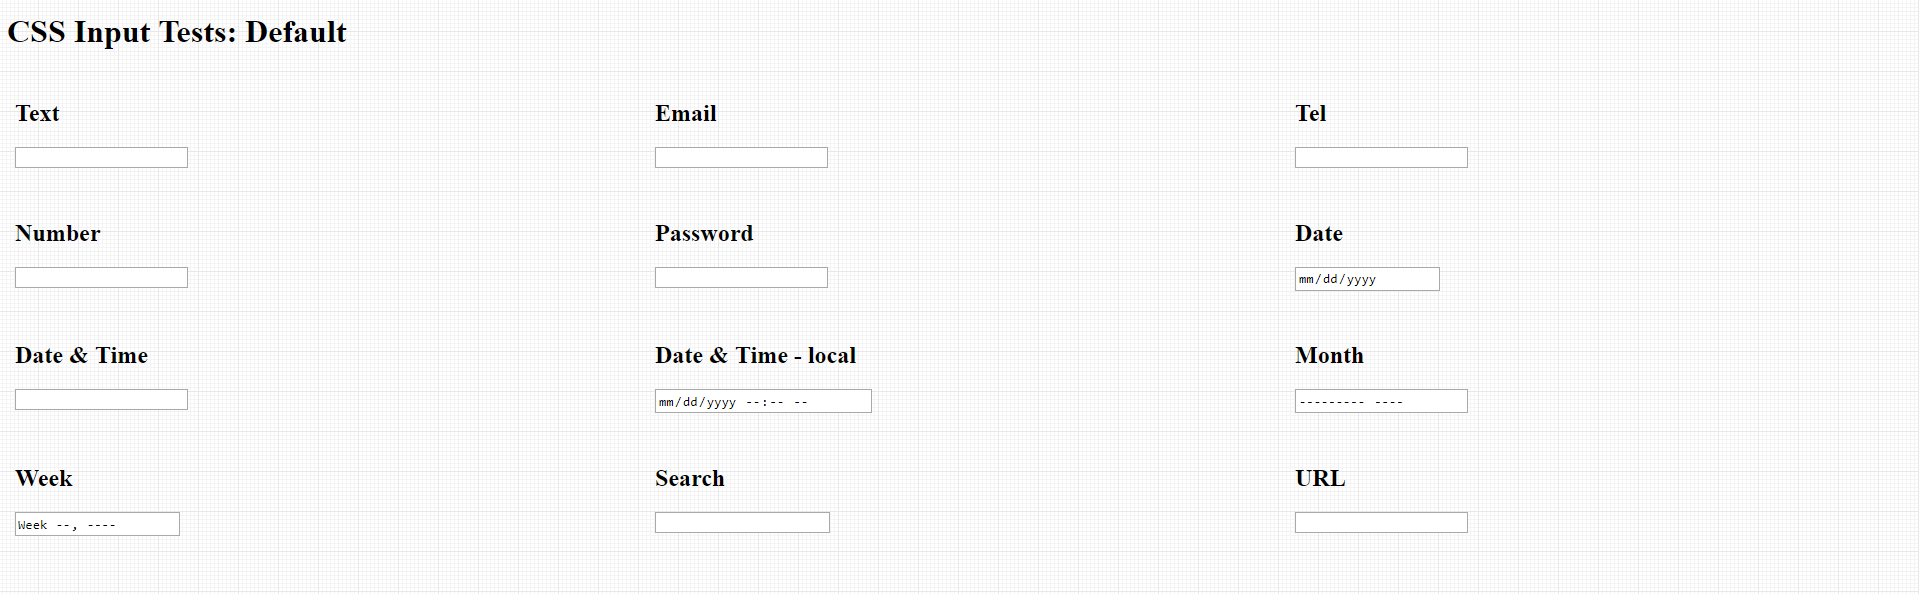 CSS Input Tests: Default
Text
Email
Tel
Number
Password
Date
mm/dd/yyyy
Date & Time
Date & Time - local
Month
mm/dd/yyyy --:-- --
--------- ----
Week
Search
URL
Week --, ----